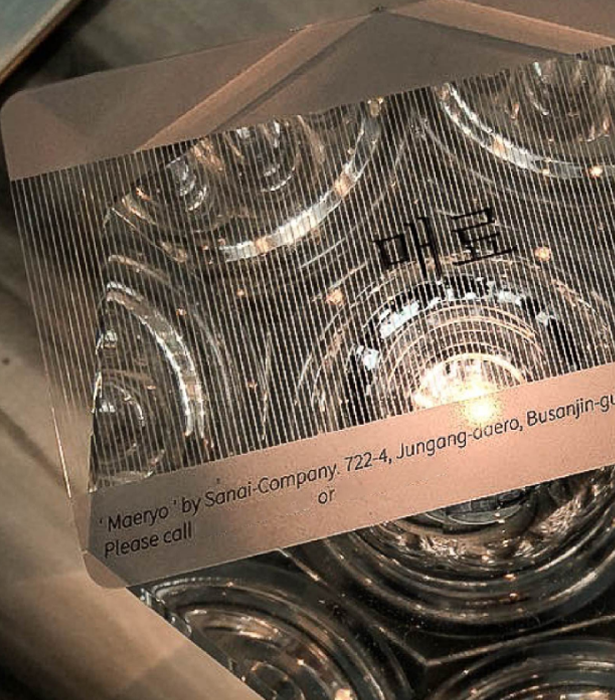 매료
' Maeryo ' by Sanai-Company. 722-4, Jungang-daero, Busanjin-gu
Please call or